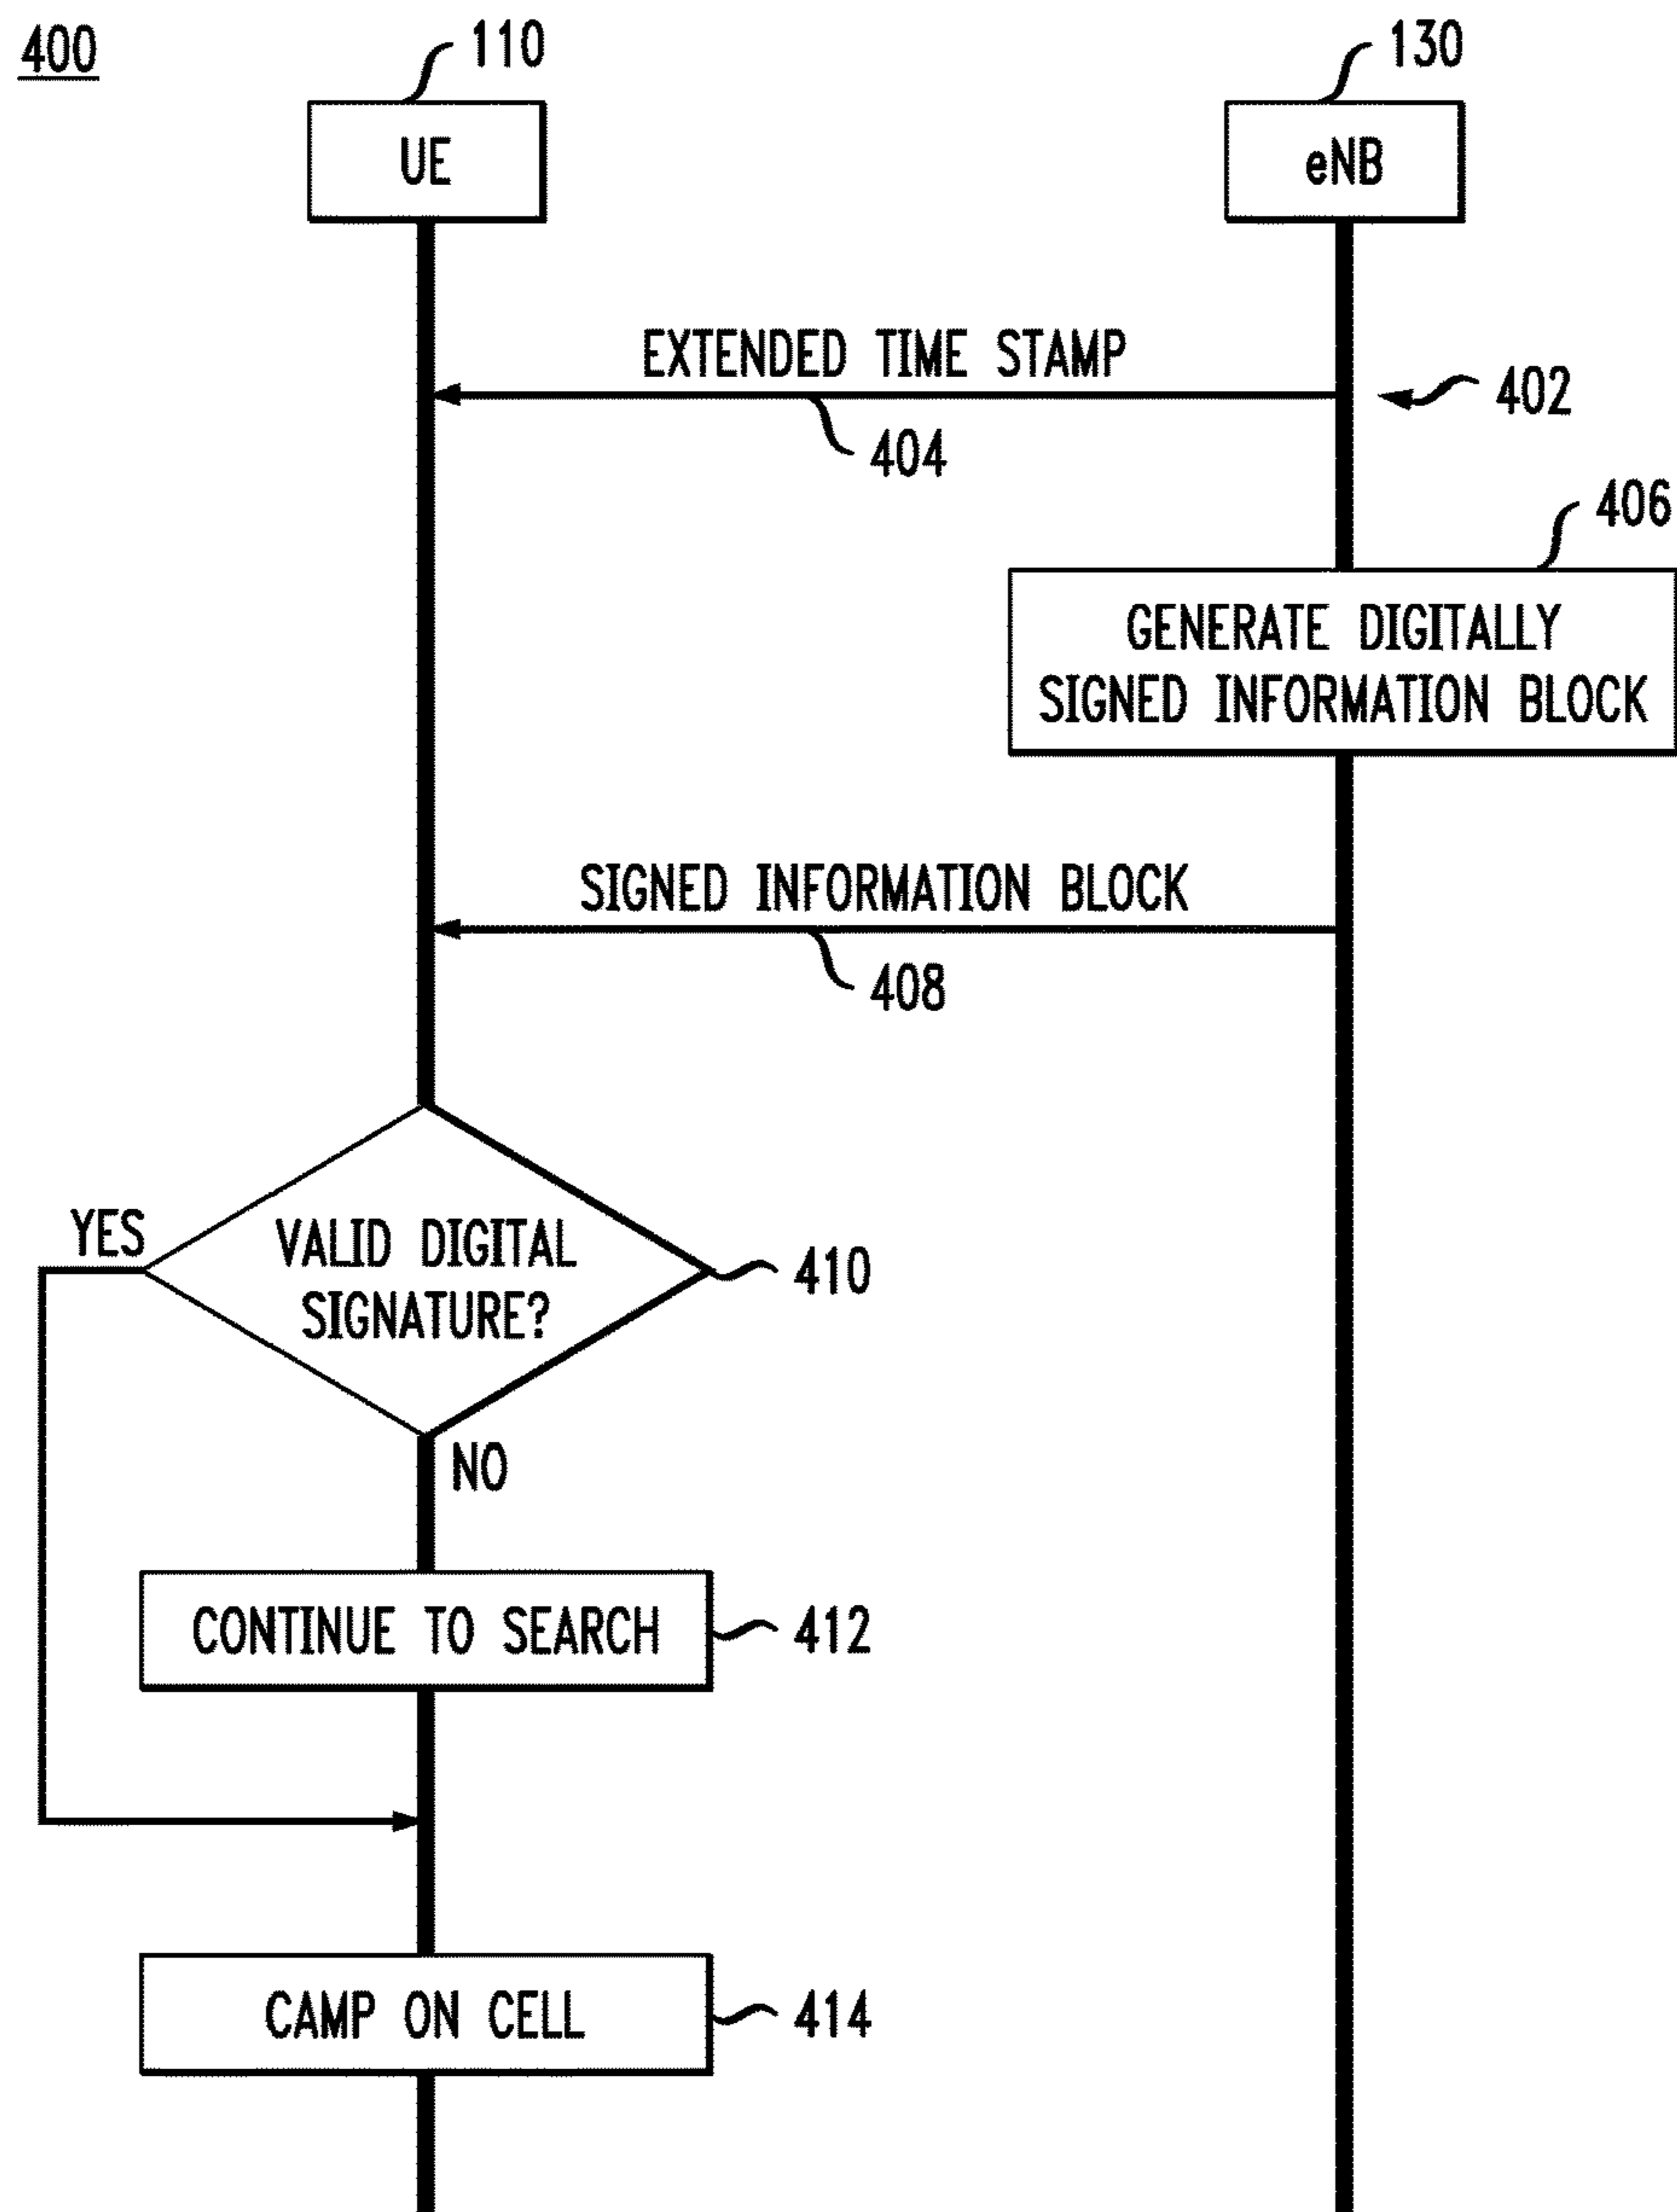 400
110
130
UE
eNB
EXTENDED TIME STAMP
402
404
406
GENERATE DIGITALLY
SIGNED INFORMATION BLOCK
SIGNED INFORMATION BLOCK
408
YES
VALID DIGITAL
SIGNATURE?
410
NO
CONTINUE TO SEARCH
412
CAMP ON CELL
414